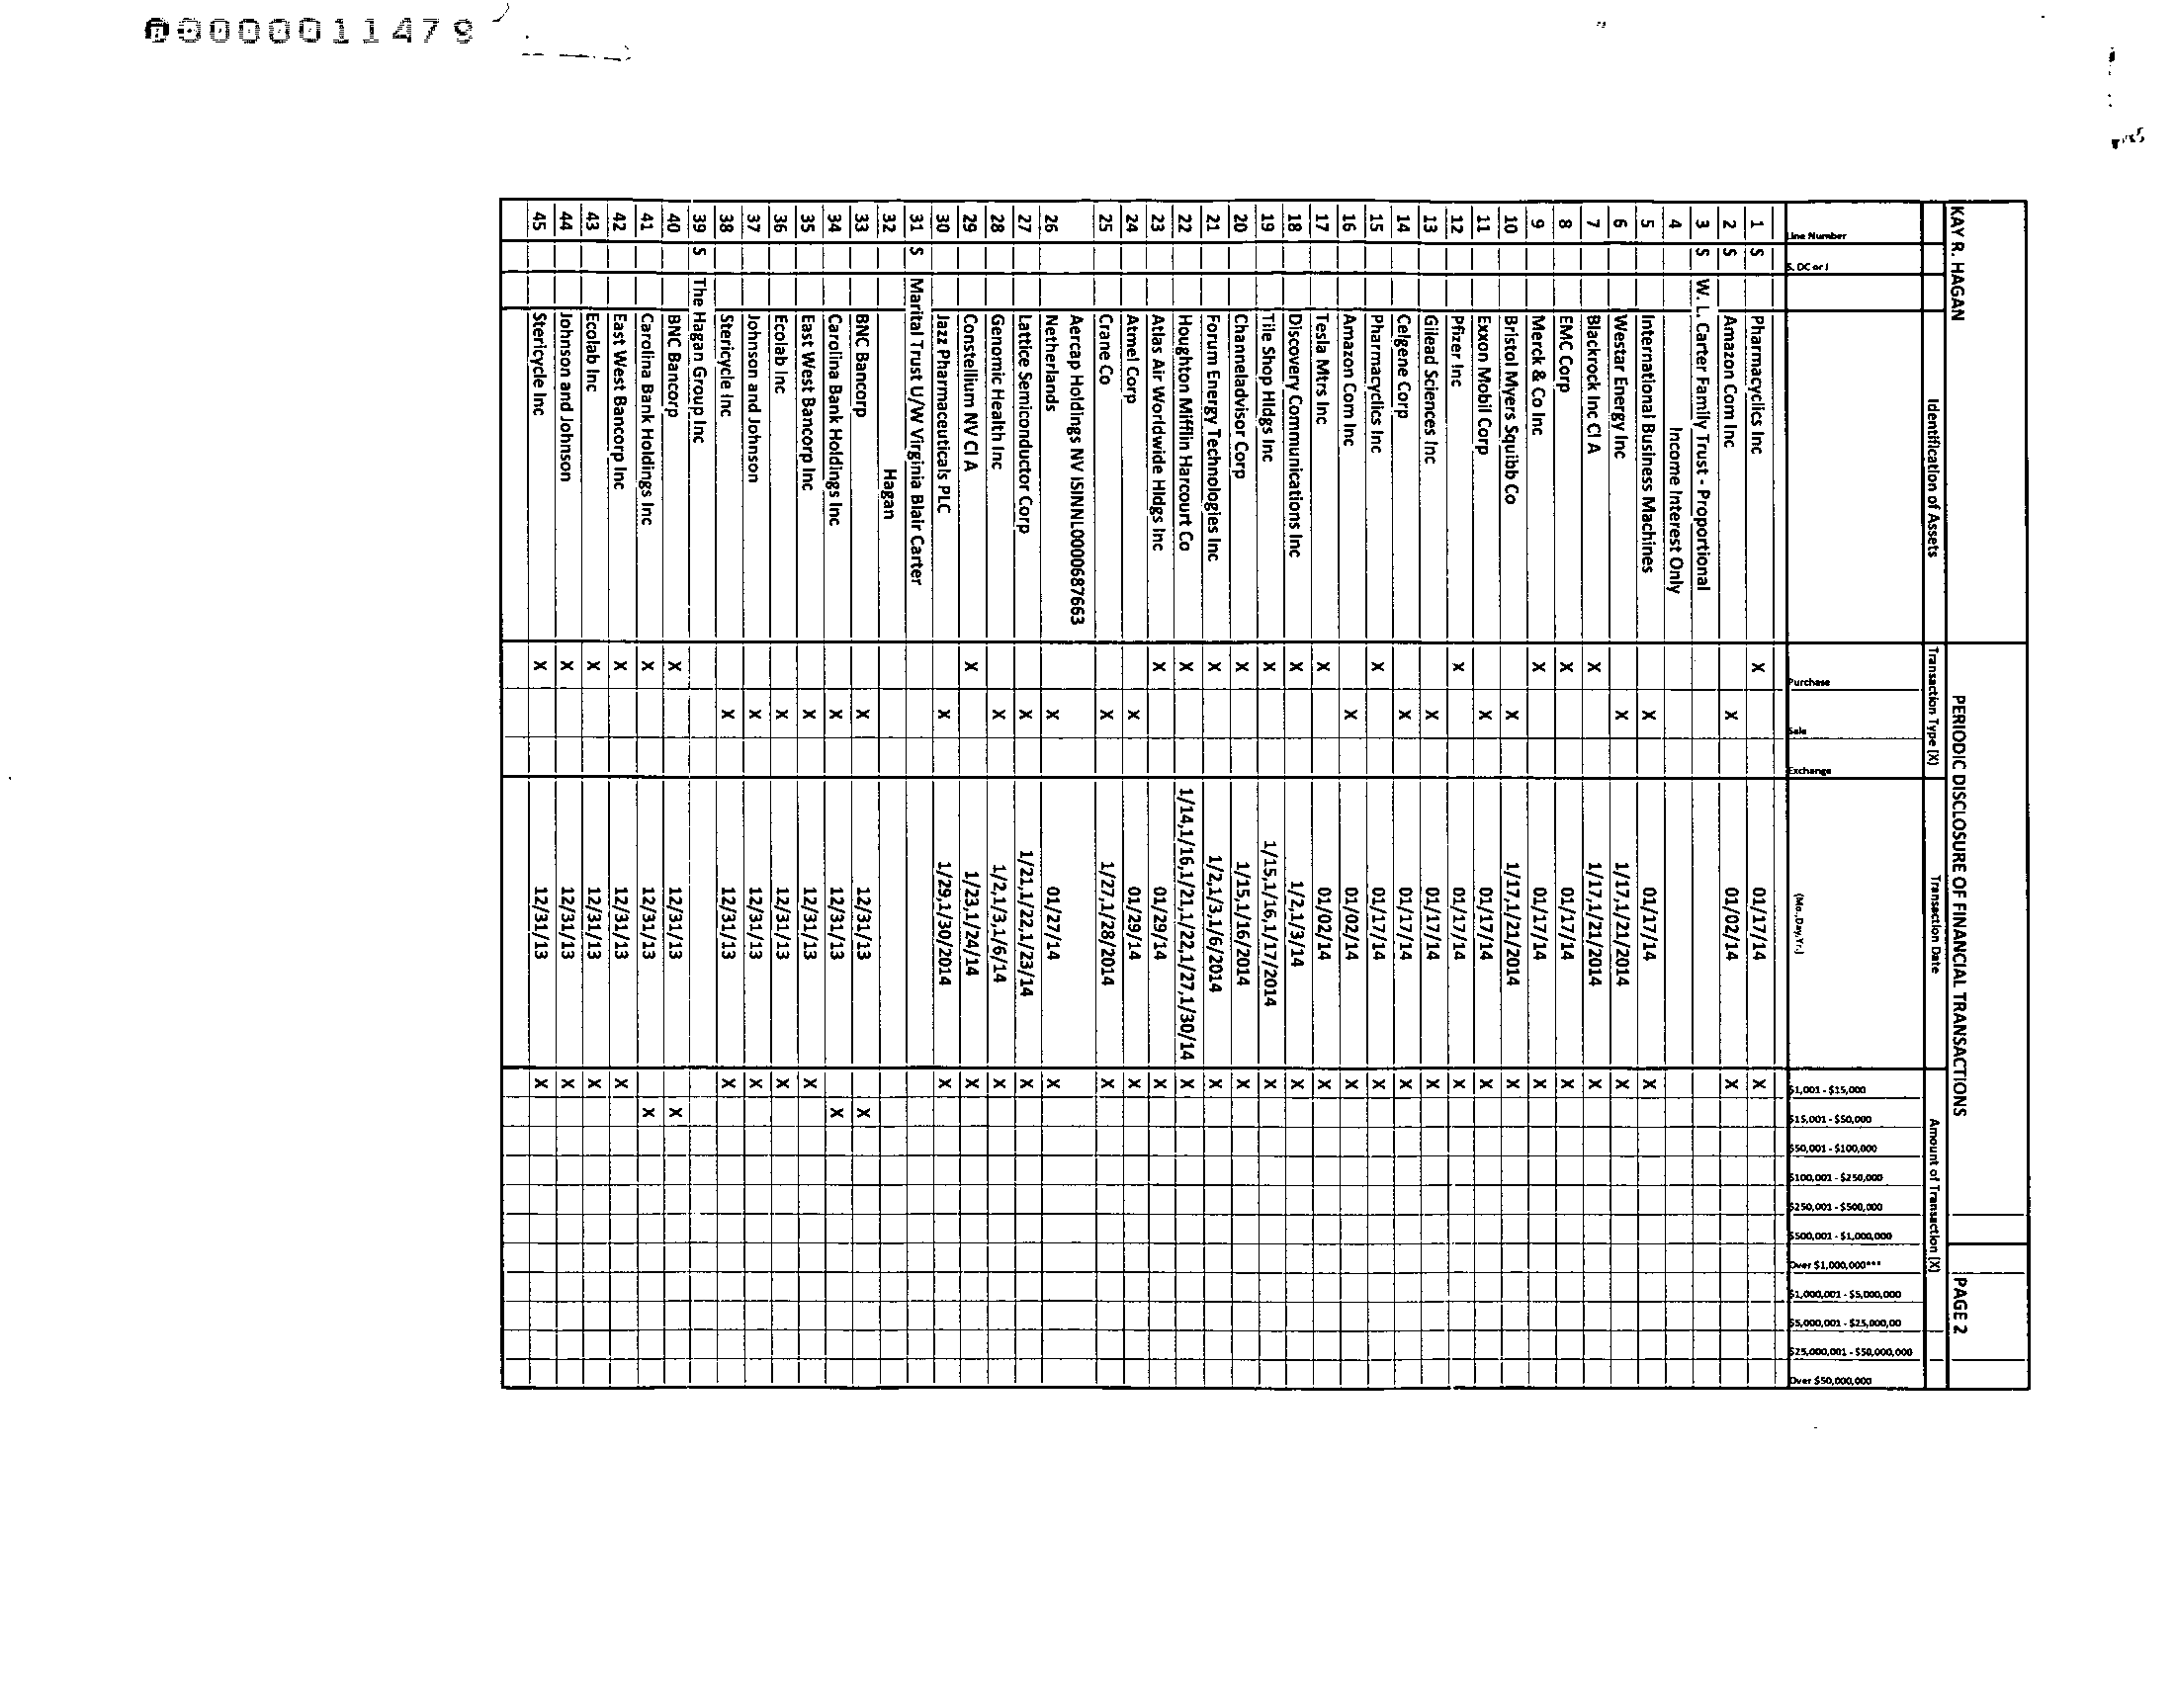 000000011479
KAY R. HAGAN PERIODIC DISCLOSURE OF FINANCIAL TRANSACTIONS PAGE 2
Identification of Assets Transaction Type (X) Transaction Date Amount of Transaction (X)
Line Number S, DC or J Purchase Sale Exchange (Mo.,Day,Yr.) $1,001 - $15,000 $15,001 - $50,000 $50,001 - $100,000 $100,001 - $250,000 $250,001 - $500,000 $500,001 - $1,000,000 Over $1,000,000*** $1,000,001 - $5,000,000 $5,000,001 - $25,000,00 $25,000,001 - $50,000,000 Over $50,000,000
1 S Pharmacyclics Inc X 01/17/14 X
2 S Amazon Com Inc X 01/02/14 X
3 S W. L. Carter Family Trust - Proportional
4 Income Interest Only
5 International Business Machines X 01/17/14 X
6 Westar Energy Inc X 1/17,1/21/2014 X
7 Blackrock Inc Cl A X 1/17,1/21/2014 X
8 EMC Corp X 01/17/14 X
9 Merck & Co Inc X 01/17/14 X
10 Bristol Myers Squibb Co X 1/17,1/21/2014 X
11 Exxon Mobil Corp X 01/17/14 X
12 Pfizer Inc X 01/17/14 X
13 Gilead Sciences Inc X 01/17/14 X
14 Celgene Corp X 01/17/14 X
15 Pharmacyclics Inc X 01/17/14 X
16 Amazon Com Inc X 01/02/14 X
17 Tesla Mtrs Inc X 01/02/14 X
18 Discovery Communications Inc X 1/2,1/3/14 X
19 Tile Shop Hldgs Inc X 1/15,1/16,1/17/2014 X
20 Channeladvisor Corp X 1/15,1/16/2014 X
21 Forum Energy Technologies Inc X 1/2,1/3,1/6/2014 X
22 Houghton Mifflin Harcourt Co X 1/14,1/16,1/21,1/22,1/27,1/30/14 X
23 Atlas Air Worldwide Hldgs Inc X 01/29/14 X
24 Atmel Corp X 01/29/14 X
25 Crane Co X 1/27,1/28/2014 X
Aercap Holdings NV ISINNL0000687663
26 Netherlands X 01/27/14 X
27 Lattice Semiconductor Corp X 1/21,1/22,1/23/14 X
28 Genomic Health Inc X 1/2,1/3,1/6/14 X
29 Constellium NV Cl A X 1/23,1/24/14 X
30 Jazz Pharmaceuticals PLC X 1/29,1/30/2014 X
31 S Marital Trust U/W Virginia Blair Carter
32 Hagan
33 BNC Bancorp X 12/31/13 X
34 Carolina Bank Holdings Inc X 12/31/13 X
35 East West Bancorp Inc X 12/31/13 X
36 Ecolab Inc X 12/31/13 X
37 Johnson and Johnson X 12/31/13 X
38 Stericycle Inc X 12/31/13 X
39 S The Hagan Group Inc
40 BNC Bancorp X 12/31/13 X
41 Carolina Bank Holdings Inc X 12/31/13 X
42 East West Bancorp Inc X 12/31/13 X
43 Ecolab Inc X 12/31/13 X
44 Johnson and Johnson X 12/31/13 X
45 Stericycle Inc X 12/31/13 X